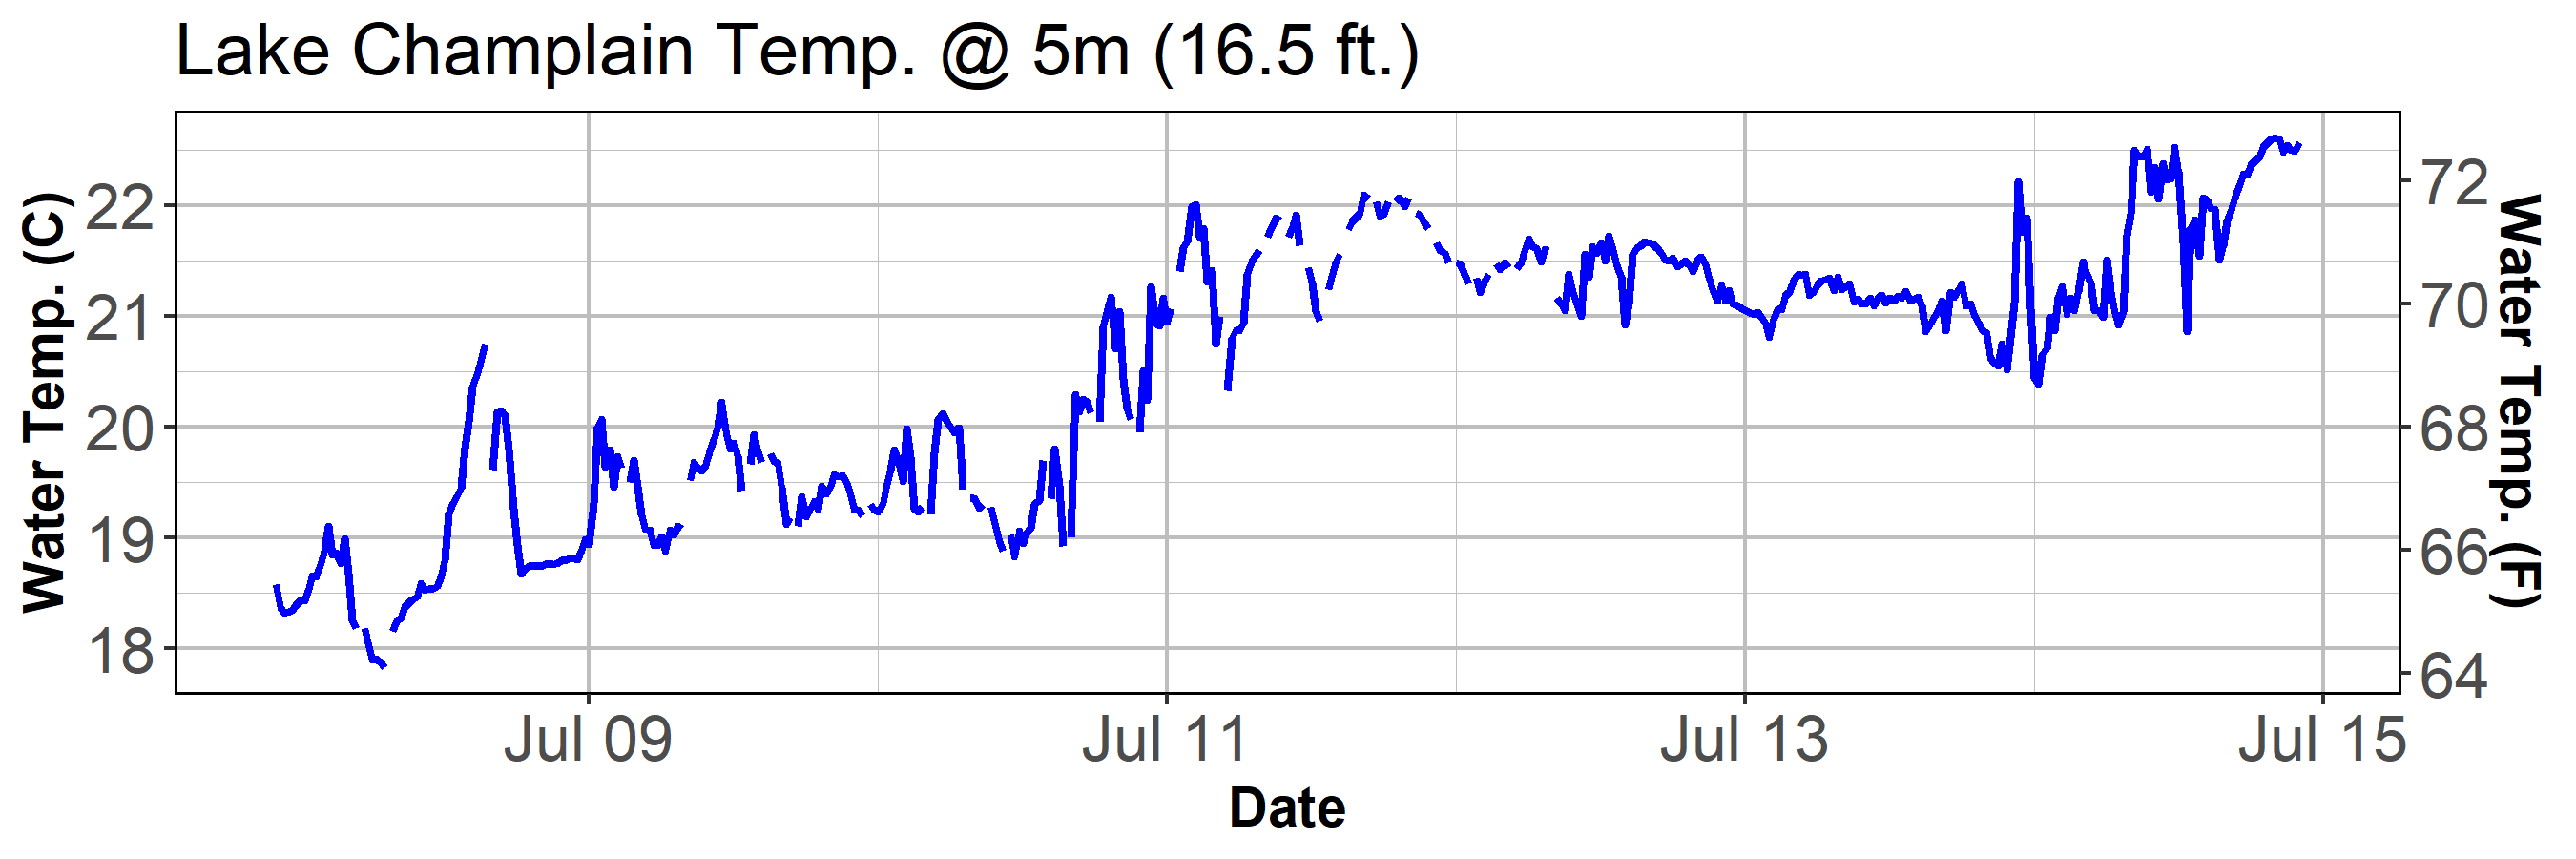 Lake Champlain Temp. @ 5m (16.5 ft.)
Water Temp. (C)
22
21
20
19
18
72
70
68
66
64
Water Temp. (F)
Jul 09 Jul 11 Jul 13 Jul 15
Date